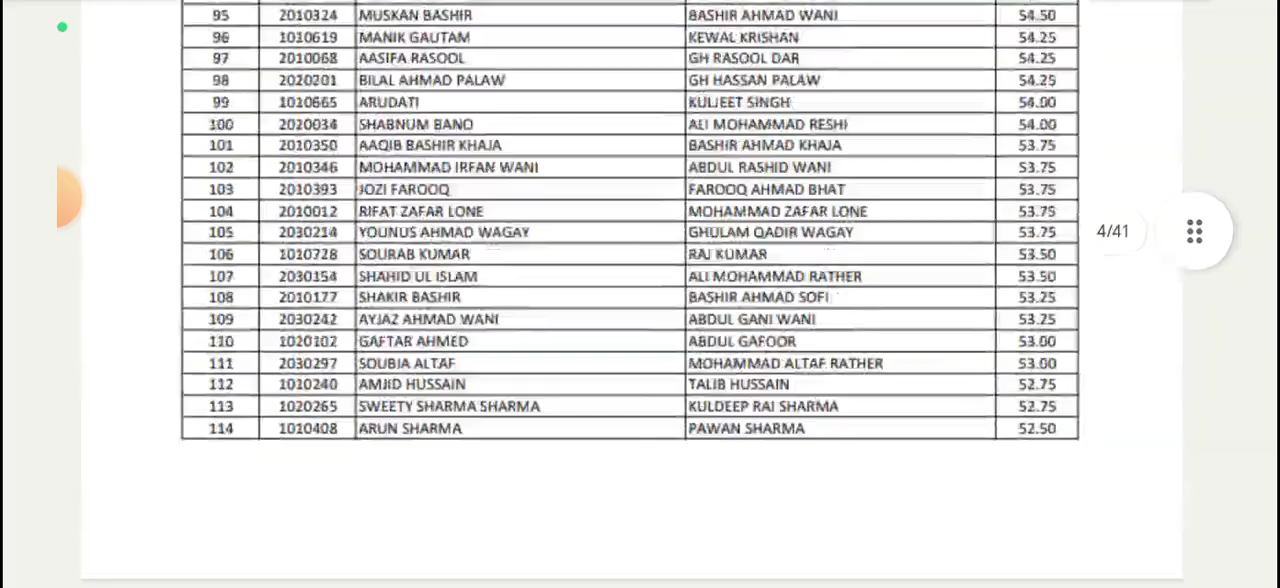 95 2010324 MUSKAN BASHIR BASHIR AHMAD WANI 54.50
96 1010619 MANIK GAUTAM KEWAL KRISHAN 54.25
97 2010068 AASIFA RASOOL GH RASOOL DAR 54.25
98 2020201 BILAL AHMAD PALAW GH HASSAN PALAW 54.25
99 1010665 ARUDATI KULJEET SINGH 54.00
100 2020034 SHABNUM BANO ALI MOHAMMAD RESHI 54.00
101 2010350 AAQIB BASHIR KHAJA BASHIR AHMAD KHAJA 53.75
102 2010346 MOHAMMAD IRFAN WANI ABDUL RASHID WANI 53.75
103 2010393 JOZI FAROOQ FAROOQ AHMAD BHAT 53.75
104 2010012 RIFAT ZAFAR LONE MOHAMMAD ZAFAR LONE 53.75
105 2030214 YOUNUS AHMAD WAGAY GHULAM QADIR WAGAY 53.75
4/41
106 1010728 SOURAB KUMAR RAJ KUMAR 53.50
107 2030154 SHAHID UL ISLAM ALI MOHAMMAD RATHER 53.50
108 2010177 SHAKIR BASHIR BASHIR AHMAD SOFI 53.25
109 2030242 AYJAZ AHMAD WANI ABDUL GANI WANI 53.25
110 1020102 GAFTAR AHMED ABDUL GAFOOR 53.00
111 2030297 SOUBIA ALTAF MOHAMMAD ALTAF RATHER 53.00
112 1010240 AMJID HUSSAIN TALIB HUSSAIN 52.75
113 1020265 SWEETY SHARMA SHARMA KULDEEP RAJ SHARMA 52.75
114 1010408 ARUN SHARMA PAWAN SHARMA 52.50